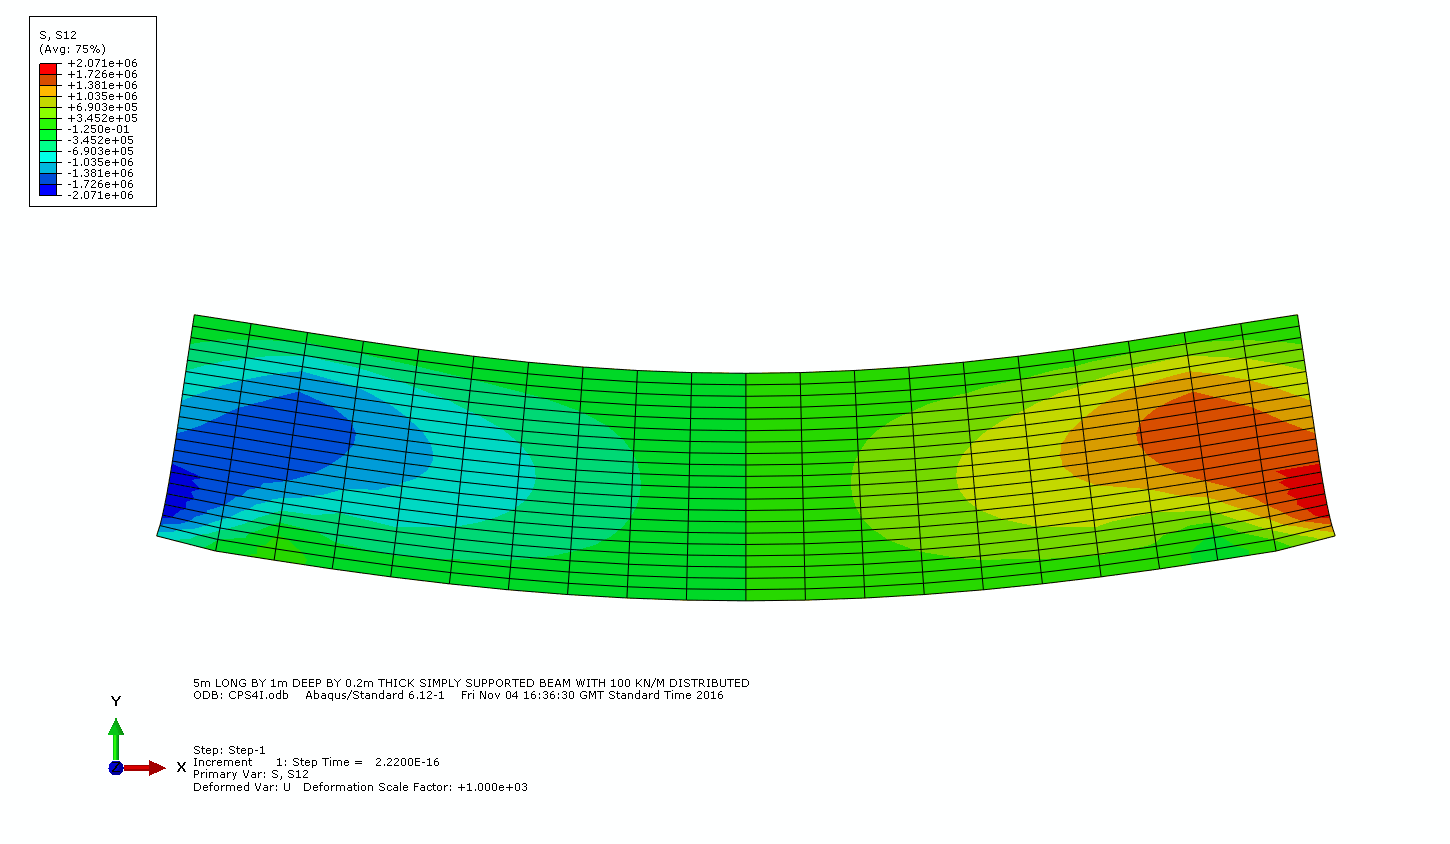 S, S12
(Avg: 75%)
+2.071e+06
+1.726e+06
+1.381e+06
+1.035e+06
+6.903e+05
+3.452e+05
-1.250e-01
-3.452e+05
-6.903e+05
-1.035e+06
-1.381e+06
-1.726e+06
-2.071e+06
5m LONG BY 1m DEEP BY 0.2m THICK SIMPLY SUPPORTED BEAM WITH 100 KN/M DISTRIBUTED
ODB: CPS4I.odb    Abaqus/Standard 6.12-1    Fri Nov 04 16:36:30 GMT Standard Time 2016
Y
X
Step: Step-1
Increment      1: Step Time =   2.2200E-16
Primary Var: S, S12
Deformed Var: U   Deformation Scale Factor: +1.000e+03